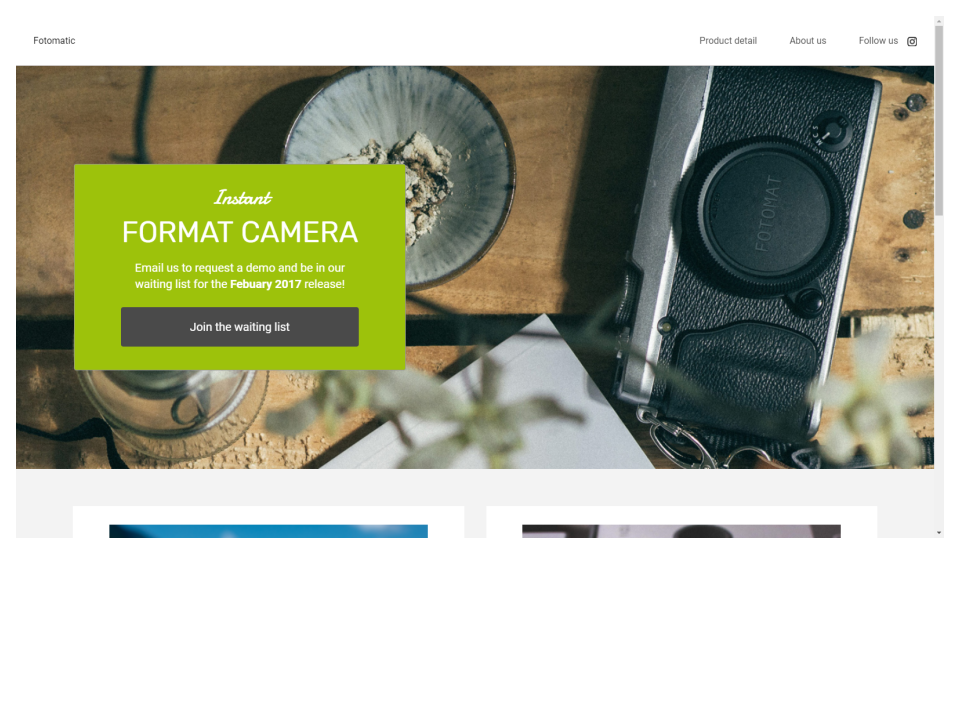 Fotomatic
Product detail
About us
Follow us
Instant
FORMAT CAMERA
Email us to request a demo and be in our
waiting list for the Febuary 2017 release!
Join the waiting list
FOTOMAT
M C S